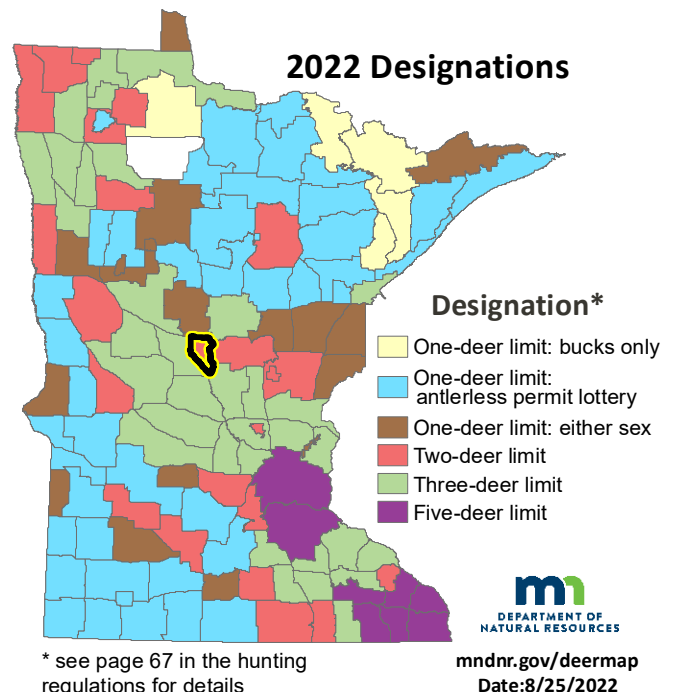 2022 Designations
Designation*
One-deer limit: bucks only
One-deer limit:
antlerless permit lottery
One-deer limit: either sex
Two-deer limit
Three-deer limit
Five-deer limit
mn
DEPARTMENT OF
NATURAL RESOURCES
* see page 67 in the hunting
regulations for details
mndnr.gov/deermap
Date:8/25/2022